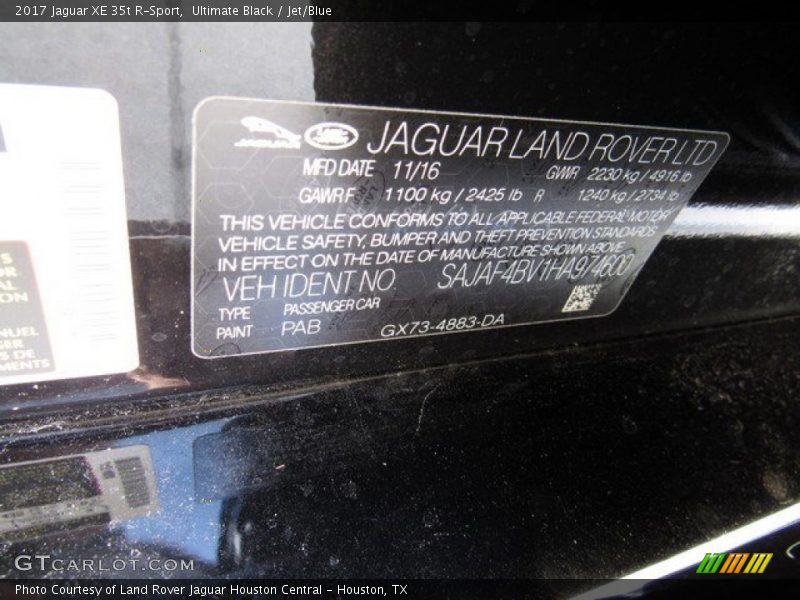 2017 Jaguar XE 35t R-Sport, Ultimate Black / Jet/Blue
JAGUAR LAND ROVER LTD
MFD DATE 11/16 GWR 2230 kg / 4916 lb
GAWR F 1100 kg / 2425 lb R 1240 kg / 2734 lb
THIS VEHICLE CONFORMS TO ALL APPLICABLE FEDERAL MOTOR
VEHICLE SAFETY, BUMPER AND THEFT PREVENTION STANDARDS
IN EFFECT ON THE DATE OF MANUFACTURE SHOWN ABOVE
VEH IDENT NO. SAJAF4BV1HA974600
TYPE PASSENGER CAR
PAINT PAB GX73-4883-DA
GTCARLOT.COM
Photo Courtesy of Land Rover Jaguar Houston Central - Houston, TX